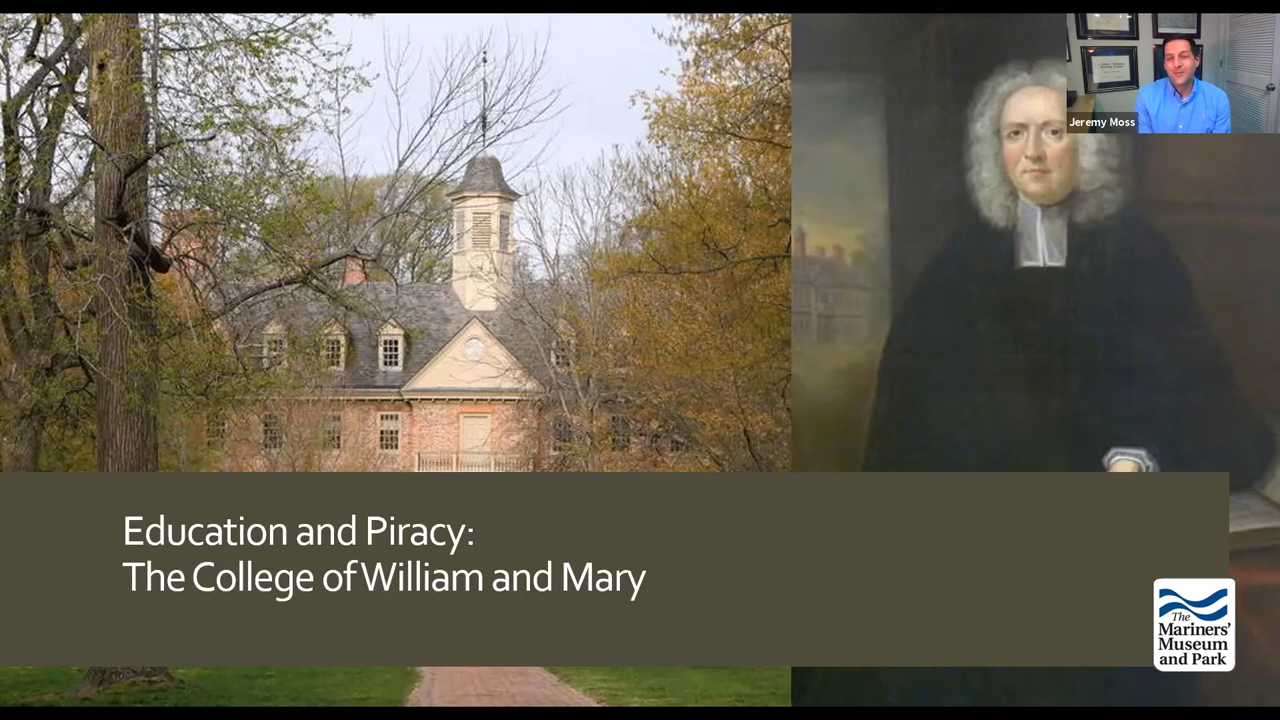 Jeremy Moss
Education and Piracy:
The College of William and Mary
The
Mariners'
Museum
and Park